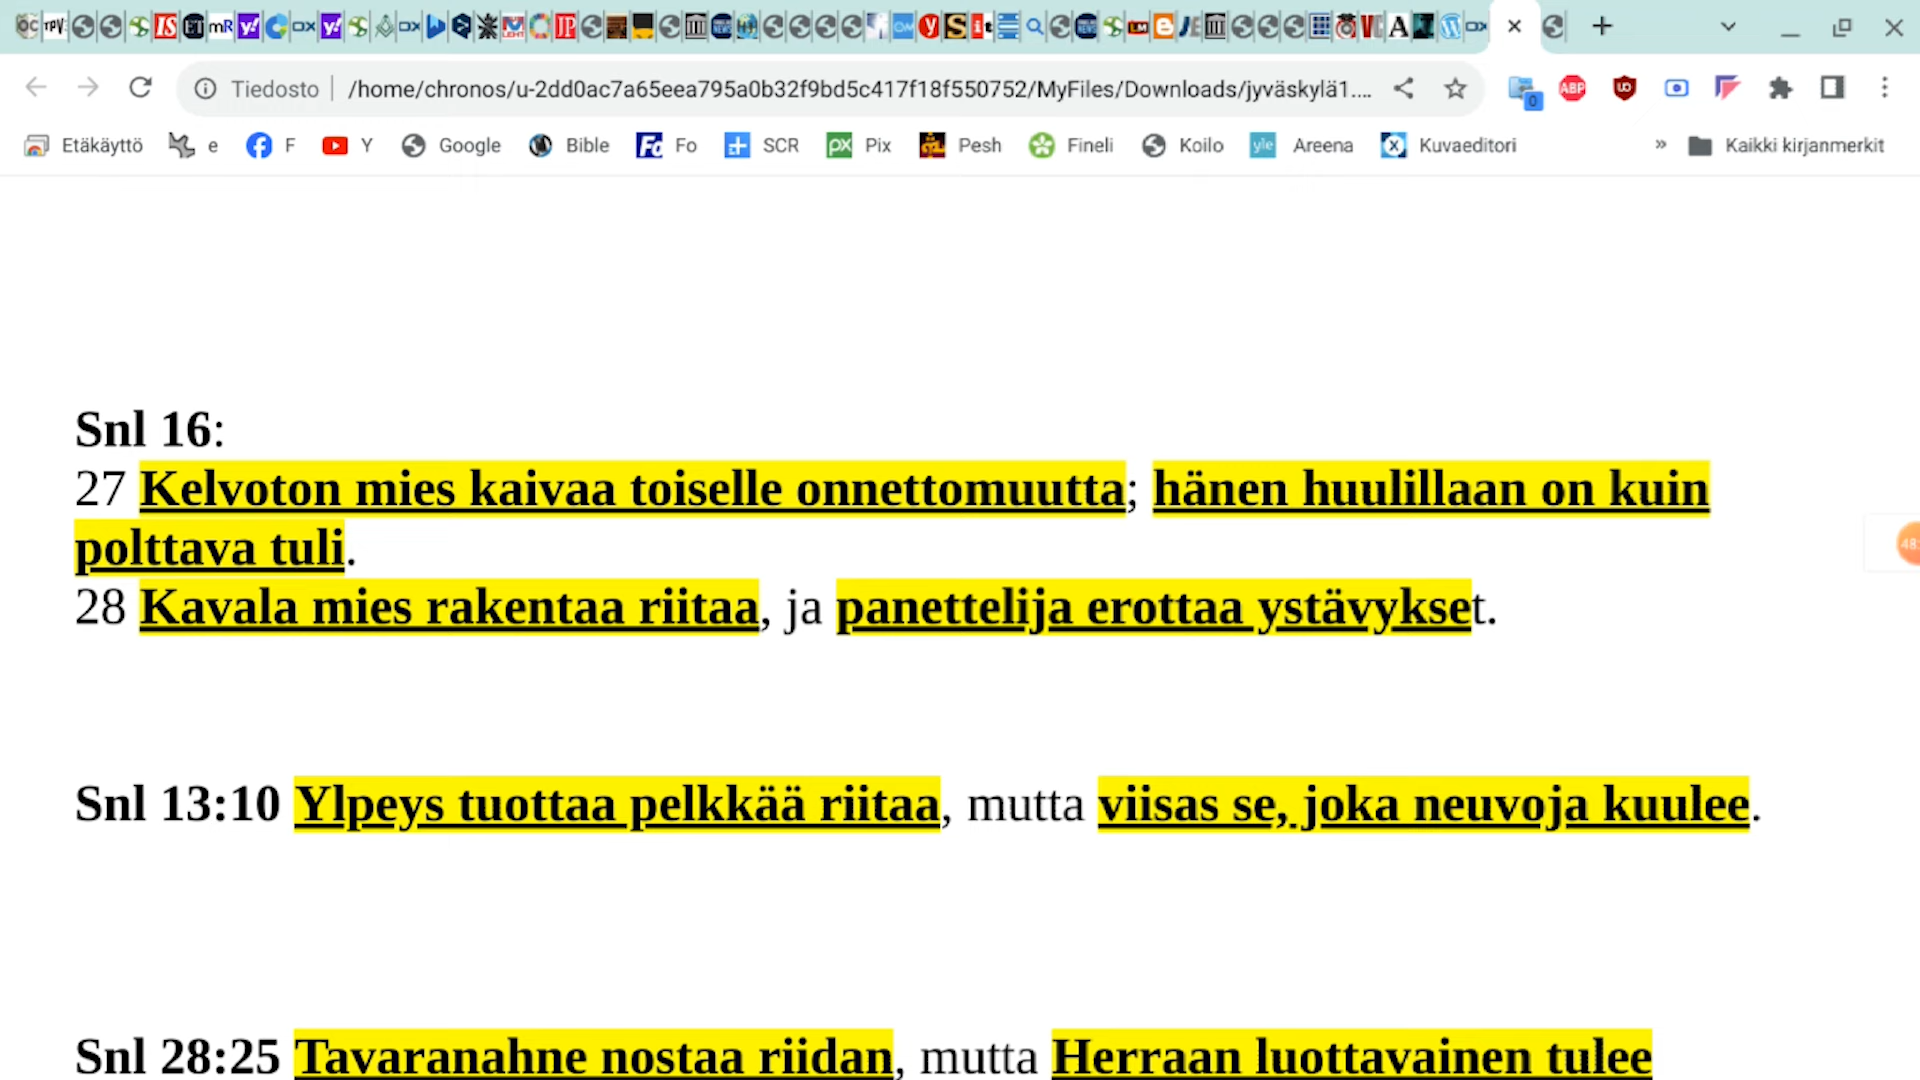 Tiedosto /home/chronos/u-2dd0ac7a65eea795a0b32f9bd5c417f18f550752/MyFiles/Downloads/jyväskylä1....
Etäkäyttö e F Y Google Bible Fo SCR Pix Pesh Fineli Koilo Areena Kuvaeditori » Kaikki kirjanmerkit
Snl 16:
27 Kelvoton mies kaivaa toiselle onnettomuutta; hänen huulillaan on kuin
polttava tuli.
28 Kavala mies rakentaa riitaa, ja panettelija erottaa ystävykset.
Snl 13:10 Ylpeys tuottaa pelkkää riitaa, mutta viisas se, joka neuvoja kuulee.
Snl 28:25 Tavaranahne nostaa riidan, mutta Herraan luottavainen tulee